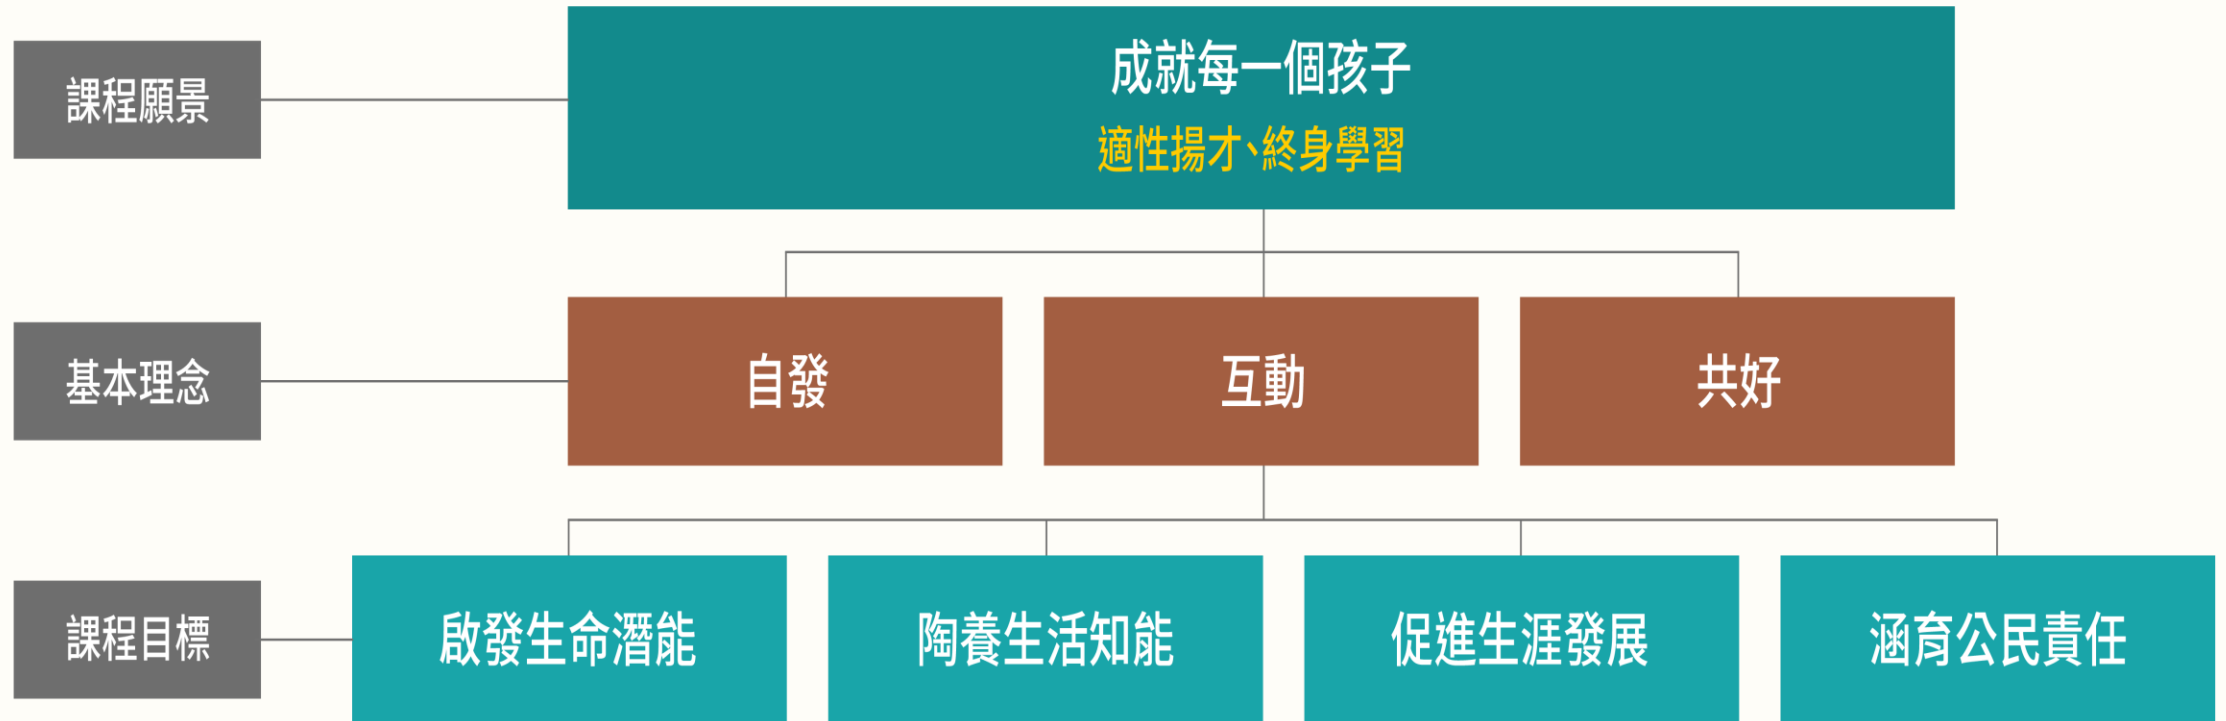 課程願景
成就每一個孩子
適性揚才、終身學習
基本理念
自發
互動
共好
課程目標
啟發生命潛能
陶養生活知能
促進生涯發展
涵育公民責任